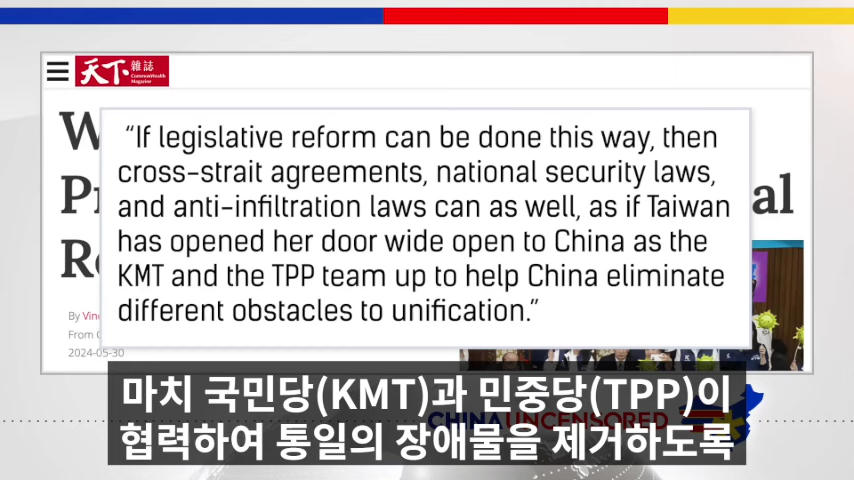 天下 雜誌
CommonWealth
Magazine
W
Pr al
Re
"If legislative reform can be done this way, then
cross-strait agreements, national security laws,
and anti-infiltration laws can as well, as if Taiwan
has opened her door wide open to China as the
KMT and the TPP team up to help China eliminate
different obstacles to unification."
By Vin
From C
2024-05-30
마치 국민당(KMT)과 민중당(TPP)이
협력하여 통일의 장애물을 제거하도록
CHINA UNCENSORED